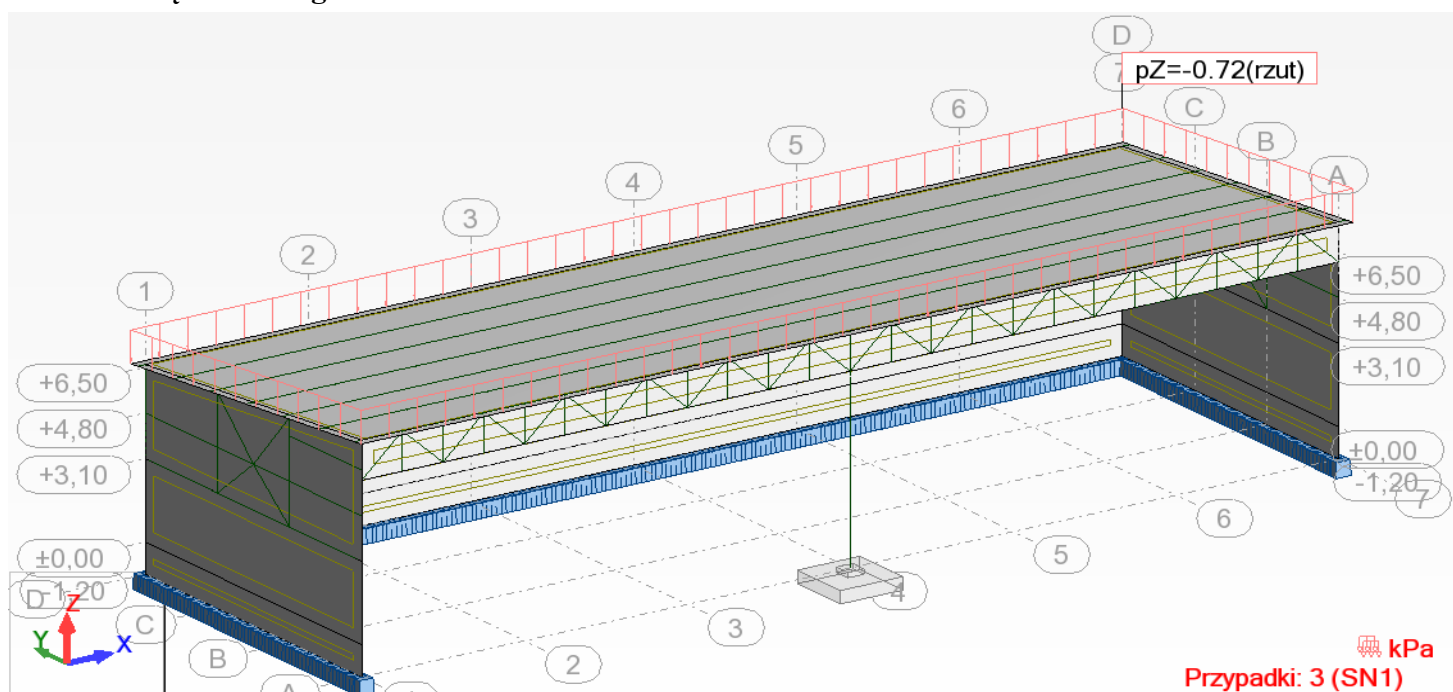 D
7
pZ=-0.72(rzut)
C
6
B
5
A
4
3
2
1
+6,50
+4,80
+3,10
+6,50
+4,80
+3,10
±0,00
-1,20
7
6
5
4
3
2
±0,00
-1,20
D
C
B
A
Z
Y
X
kPa
Przypadki: 3 (SN1)